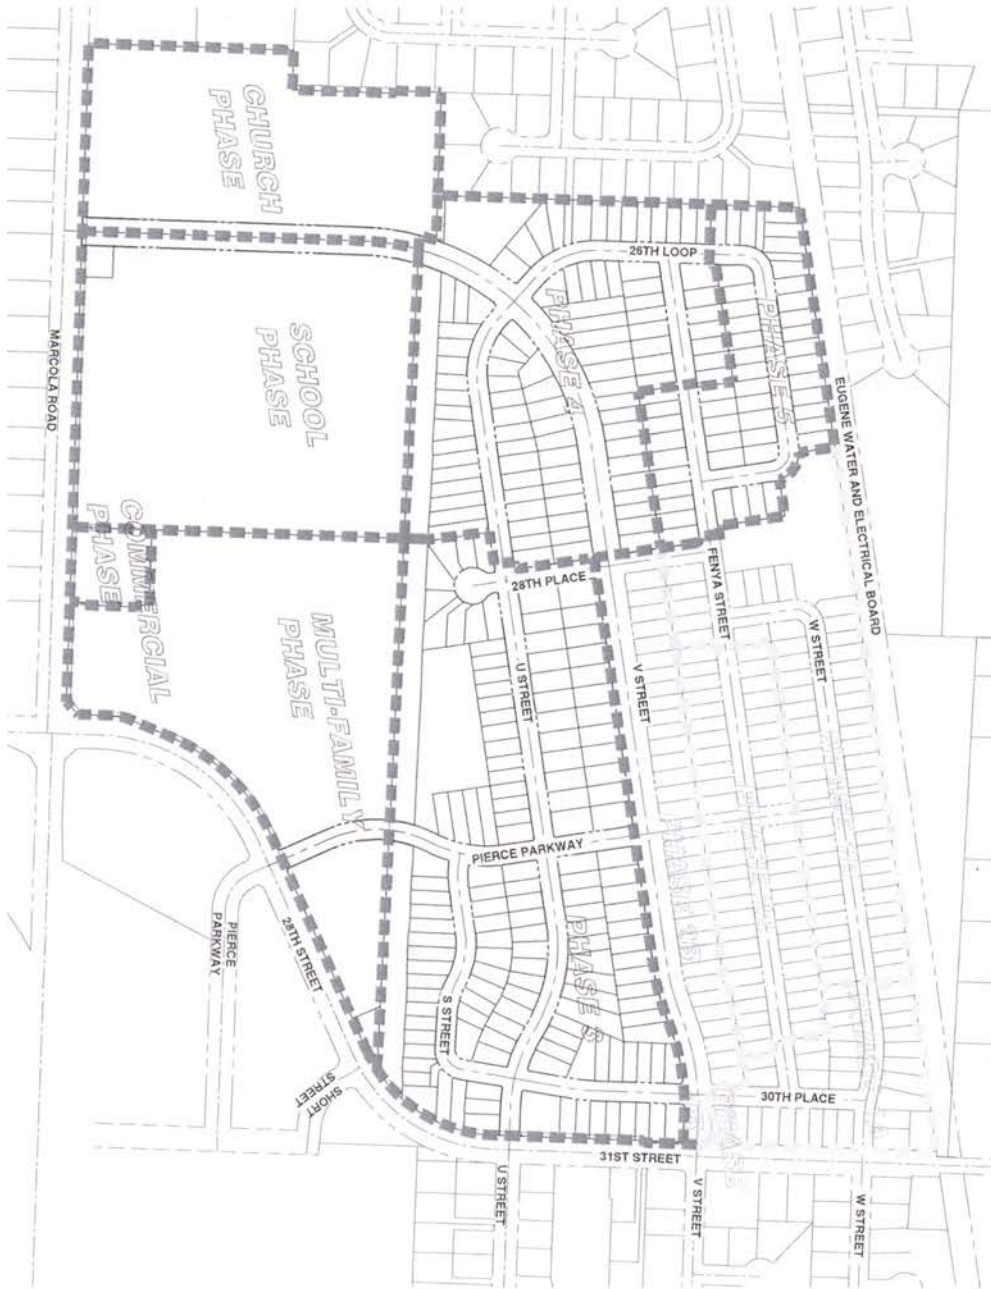 CHURCH
PHASE
26TH LOOP
PHASE 4
PHASE 5
SCHOOL
PHASE
MARCOLA ROAD
EUGENE WATER AND ELECTRICAL BOARD
COMMERCIAL
PHASE
28TH PLACE
FENYA STREET
W STREET
MULTI-FAMILY
PHASE
U STREET
V STREET
PIERCE PARKWAY
PIERCE
PARKWAY
28TH STREET
PHASE 3
S STREET
SHORT
STREET
30TH PLACE
31ST STREET
U STREET
V STREET
W STREET
PHASE